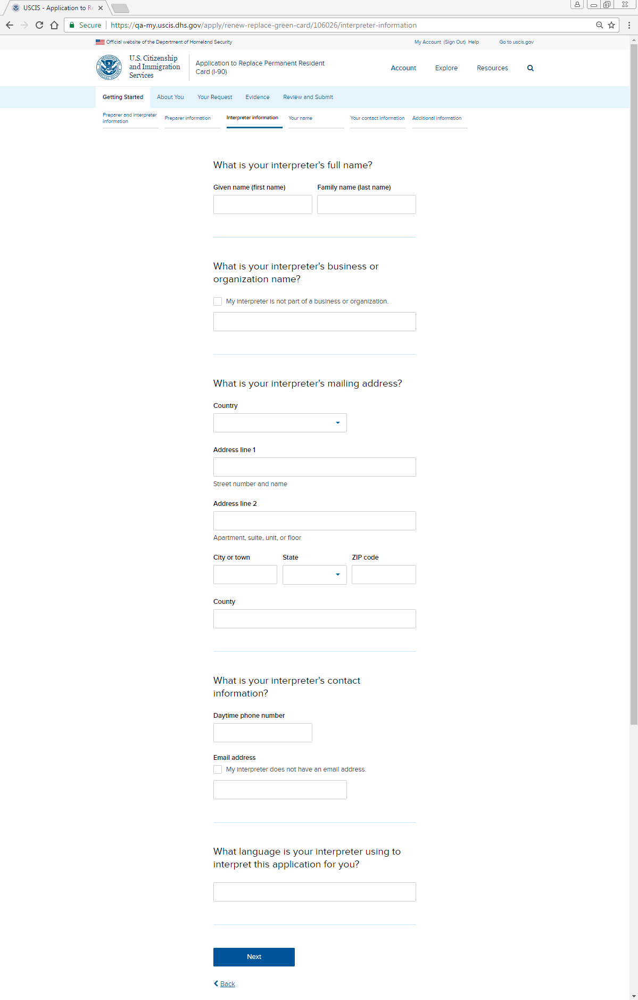 USCIS - Application to Re
Secure https://qa-my.uscis.dhs.gov/apply/renew-replace-green-card/106026/interpreter-information
Official website of the Department of Homeland Security My Account (Sign Out) Help Go to uscis.gov
U.S. Citizenship
and Immigration
Services
Application to Replace Permanent Resident
Card (I-90)
Account Explore Resources
Getting Started About You Your Request Evidence Review and Submit
Preparer and interpreter
information
Preparer information Interpreter information Your name Your contact information Additional information
What is your interpreter's full name?
Given name (first name) Family name (last name)
What is your interpreter's business or
organization name?
My interpreter is not part of a business or organization.
What is your interpreter's mailing address?
Country
Address line 1
Street number and name
Address line 2
Apartment, suite, unit, or floor
City or town State ZIP code
County
What is your interpreter's contact
information?
Daytime phone number
Email address
My interpreter does not have an email address.
What language is your interpreter using to
interpret this application for you?
Next
Back